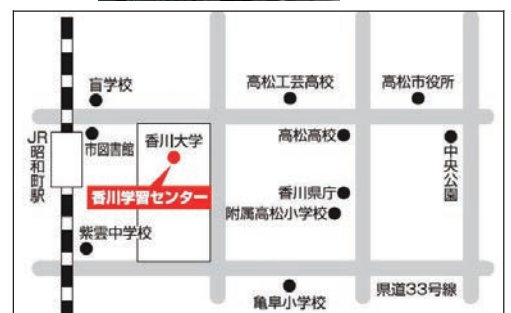 盲学校
高松工芸高校
高松市役所
JR昭和町駅
市図書館
香川大学
高松高校
中央公園
香川学習センター
香川県庁
附属高松小学校
紫雲中学校
亀阜小学校
県道33号線